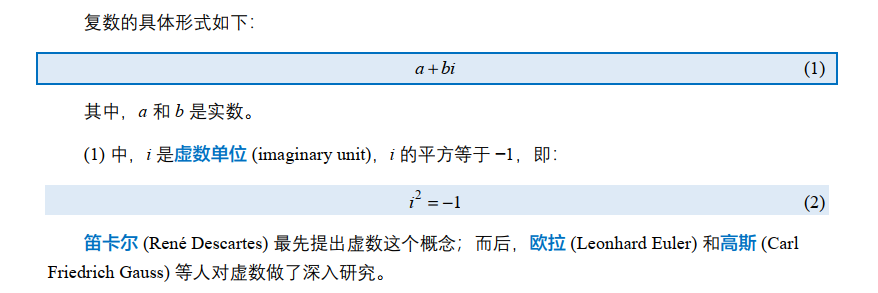 复数的具体形式如下：
a + bi (1)
其中，a 和 b 是实数。
(1) 中，i 是虚数单位 (imaginary unit)，i 的平方等于 −1，即：
i² = −1 (2)
笛卡尔 (René Descartes) 最先提出虚数这个概念；而后，欧拉 (Leonhard Euler) 和高斯 (Carl
Friedrich Gauss) 等人对虚数做了深入研究。